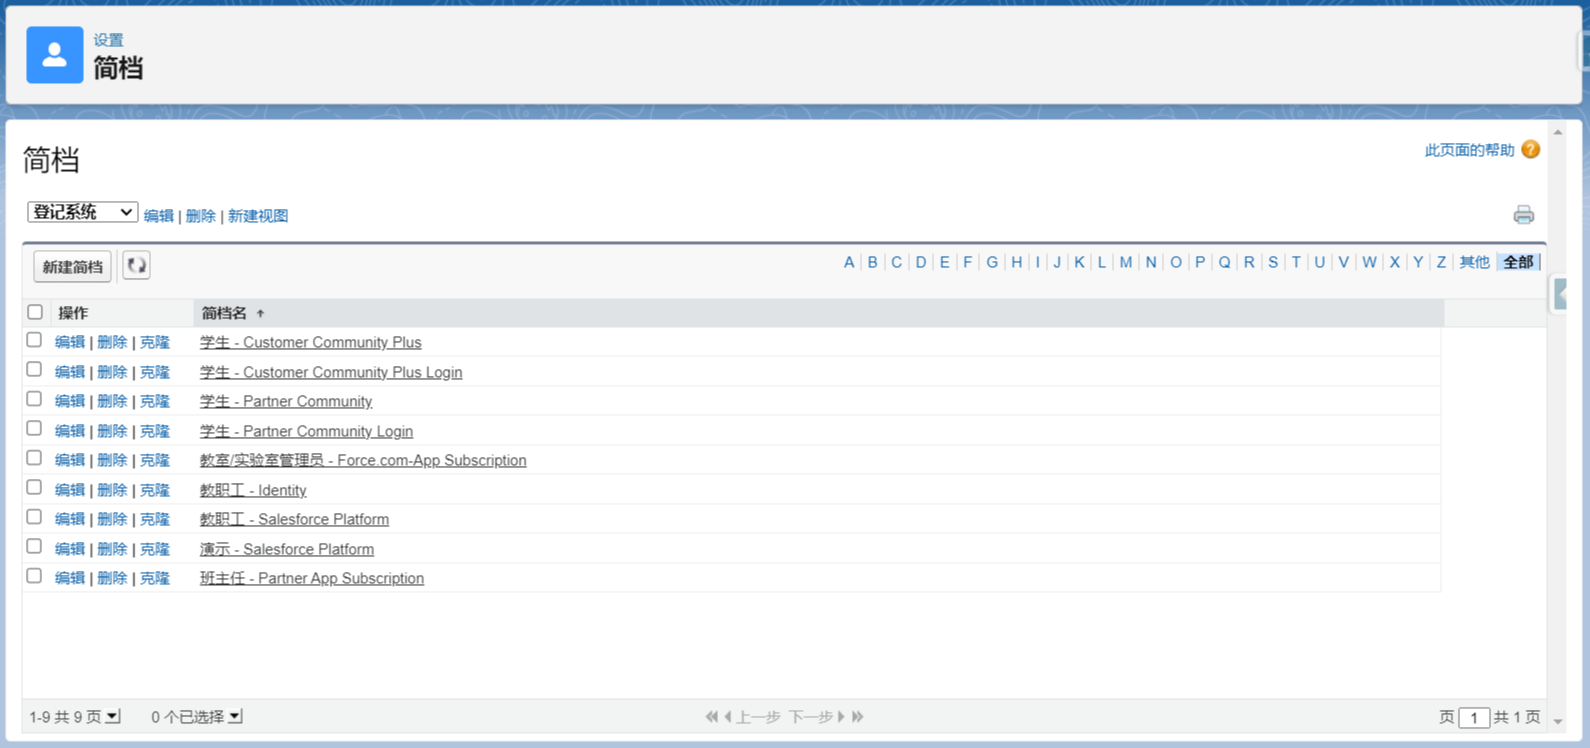 设置
简档
简档
此页面的帮助 ?
登记系统 编辑 | 删除 | 新建视图
新建简档 A B C D E F G H I J K L M N O P Q R S T U V W X Y Z 其他 全部
操作 简档名
编辑 | 删除 | 克隆 学生 - Customer Community Plus
编辑 | 删除 | 克隆 学生 - Customer Community Plus Login
编辑 | 删除 | 克隆 学生 - Partner Community
编辑 | 删除 | 克隆 学生 - Partner Community Login
编辑 | 删除 | 克隆 教室/实验室管理员 - Force.com-App Subscription
编辑 | 删除 | 克隆 教职工 - Identity
编辑 | 删除 | 克隆 教职工 - Salesforce Platform
编辑 | 删除 | 克隆 演示 - Salesforce Platform
编辑 | 删除 | 克隆 班主任 - Partner App Subscription
1-9 共 9 页 0 个已选择 上一步 下一步 页 1 共 1 页